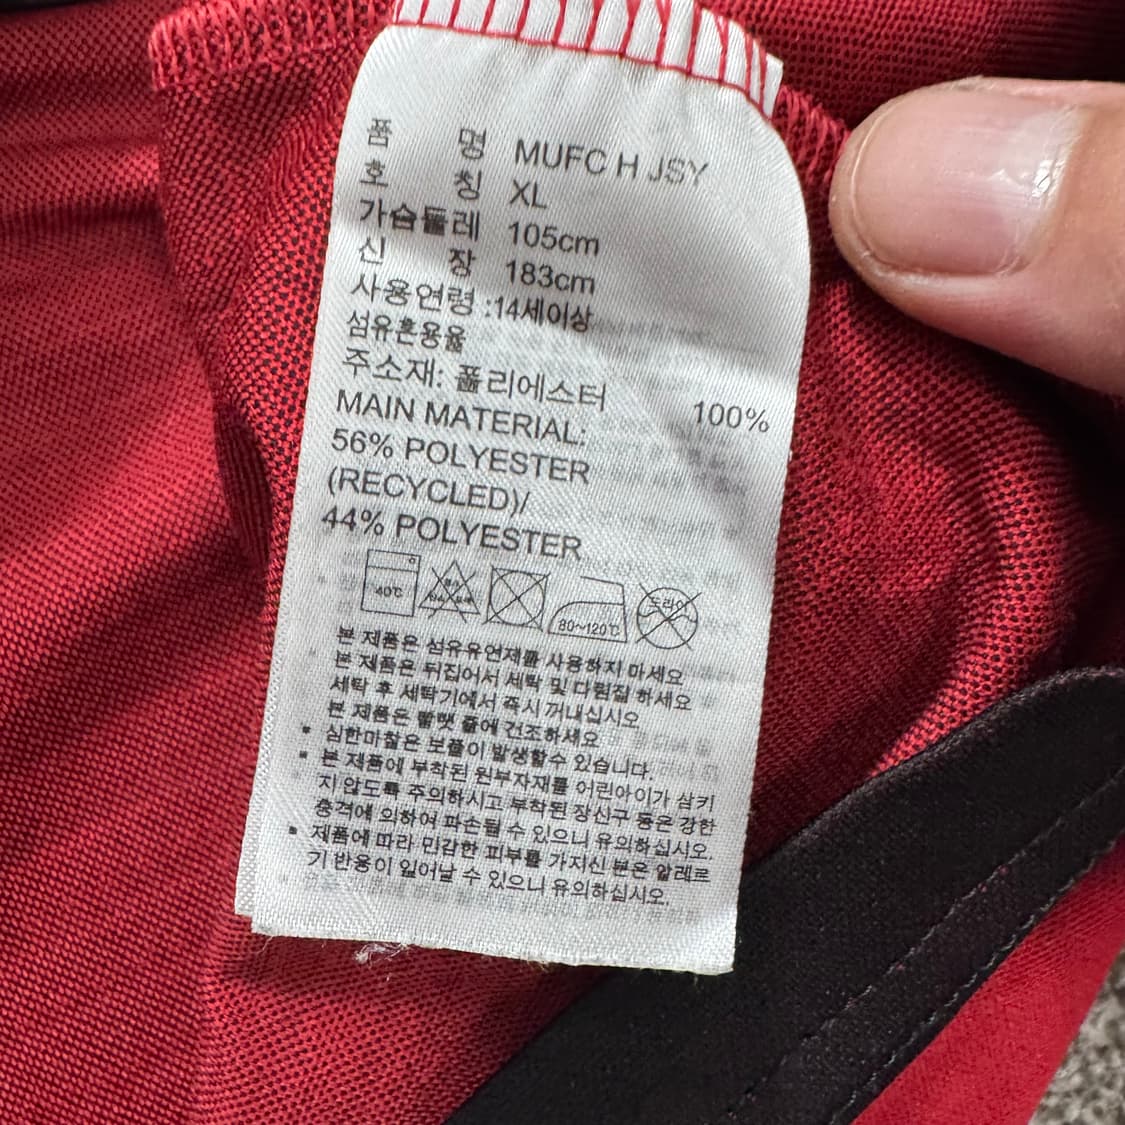 품 명 MUFC H JSY
호 칭 XL
가슴둘레 105cm
신 장 183cm
사용연령 :14세이상
섬유혼용율
주소재: 폴리에스터 100%
MAIN MATERIAL:
56% POLYESTER
(RECYCLED)/
44% POLYESTER
40℃ 80~120℃ 드라이
본 제품은 섬유유연제를 사용하지 마세요
본 제품은 뒤집어서 세탁 및 다림질 하세요
세탁 후 세탁기에서 즉시 꺼내십시오
본 제품은 빨랫 줄에 건조하세요
• 심한마찰은 보풀이 발생할수 있습니다.
• 본 제품에 부착된 원부자재를 어린아이가 삼키
지 않도록 주의하시고 부착된 장신구 등은 강한
충격에 의하여 파손될 수 있으니 유의하십시오.
• 제품에 따라 민감한 피부를 가지신 분은 알레르
기 반응이 일어날 수 있으니 유의하십시오.